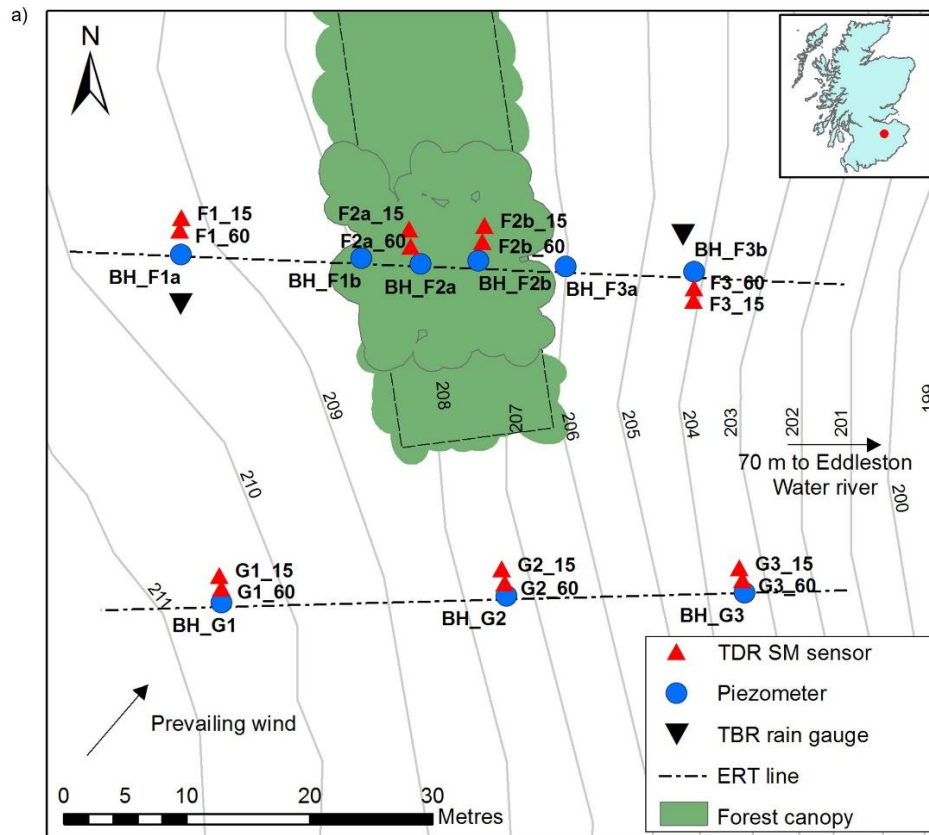 a)
N
F1_15
F1_60
BH_F1a
F2a_15
F2a_60
BH_F1b
BH_F2a
F2b_15
F2b_60
BH_F2b
BH_F3a
BH_F3b
F3_60
F3_15
208
207
209
206
205
204
203
202
201
199
200
210
211
70 m to Eddleston
Water river
G1_15
G1_60
BH_G1
G2_15
G2_60
BH_G2
G3_15
G3_60
BH_G3
Prevailing wind
0 5 10 20 30
Metres
TDR SM sensor
Piezometer
TBR rain gauge
ERT line
Forest canopy